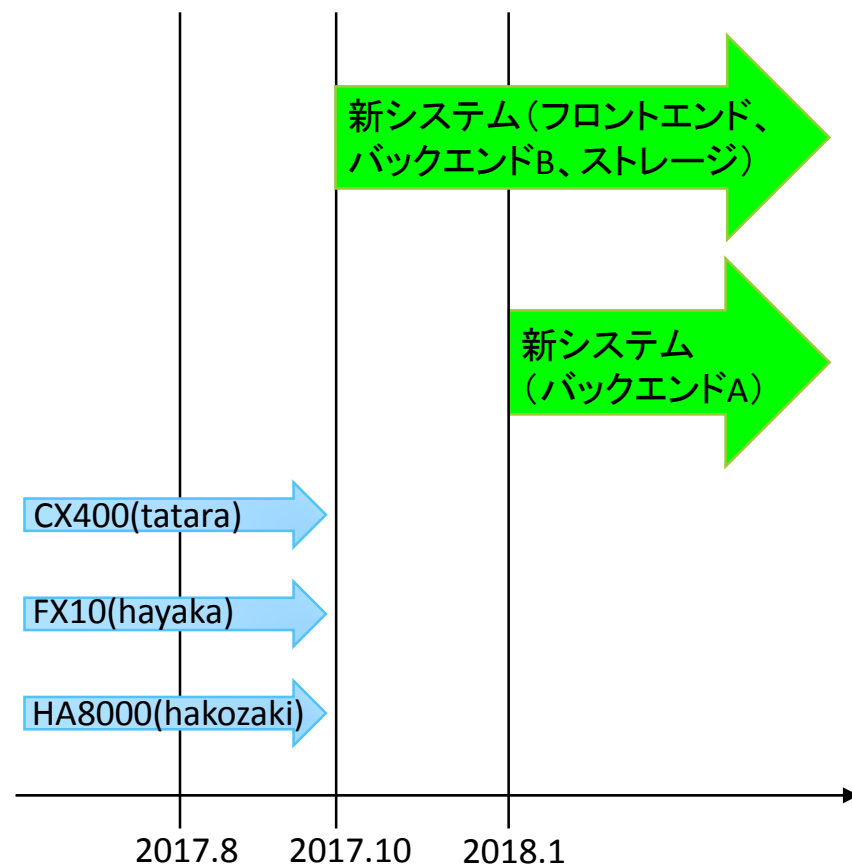 新システム（フロントエンド、
バックエンドB、ストレージ）
新システム
（バックエンドA）
CX400(tatara)
FX10(hayaka)
HA8000(hakozaki)
2017.8 2017.10 2018.1